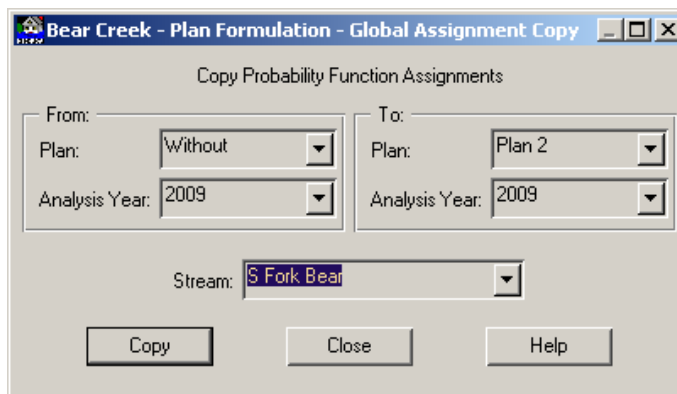 Bear Creek - Plan Formulation - Global Assignment Copy
Copy Probability Function Assignments
From:
Plan: Without
Analysis Year: 2009
To:
Plan: Plan 2
Analysis Year: 2009
Stream: S Fork Bear
Copy Close Help